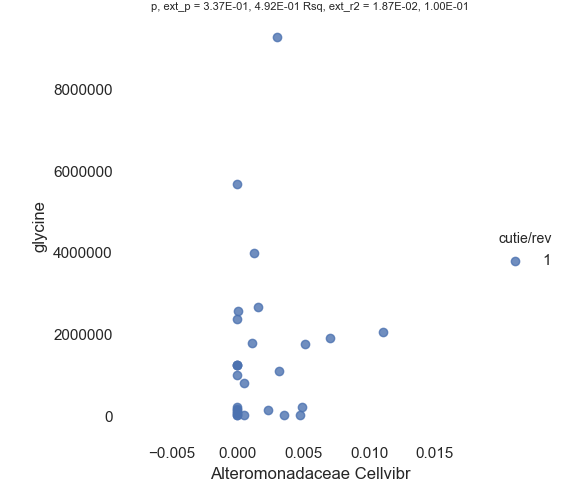 p, ext_p = 3.37E-01, 4.92E-01 Rsq, ext_r2 = 1.87E-02, 1.00E-01
8000000
6000000
4000000
2000000
0
glycine
cutie/rev
1
−0.005 0.000 0.005 0.010 0.015
Alteromonadaceae Cellvibr